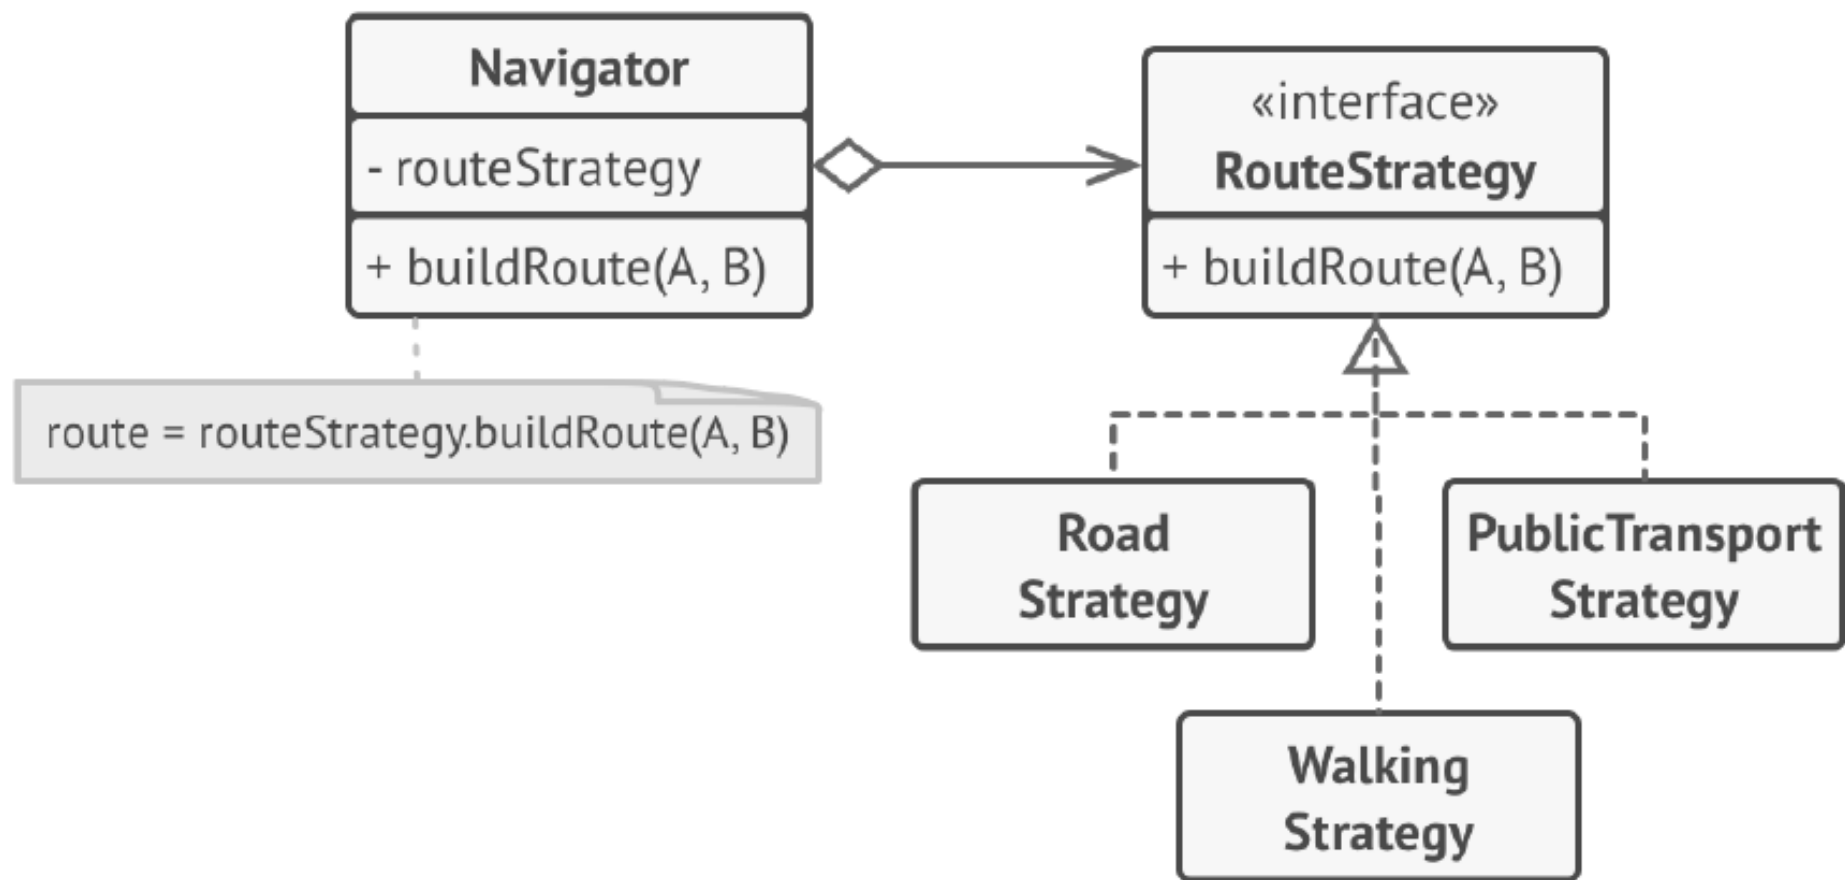 Navigator
- routeStrategy
+ buildRoute(A, B)
route = routeStrategy.buildRoute(A, B)
«interface»
RouteStrategy
+ buildRoute(A, B)
Road
Strategy
PublicTransport
Strategy
Walking
Strategy